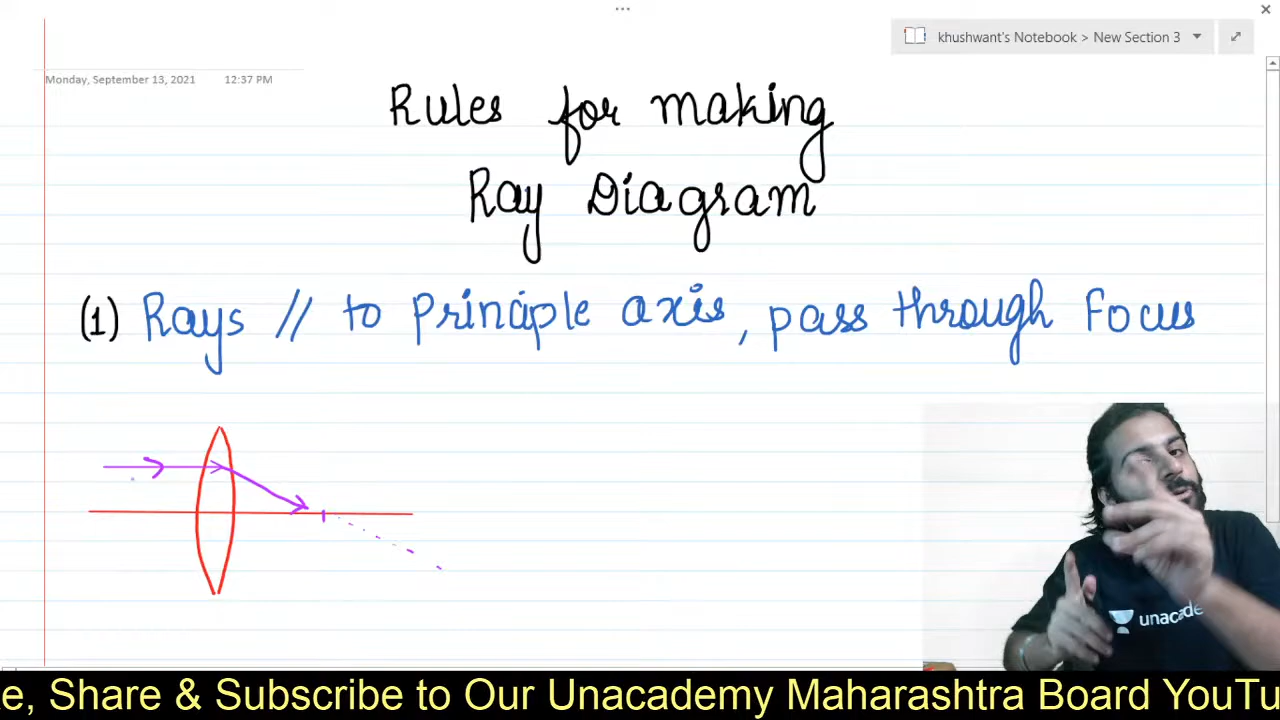 khushwant's Notebook > New Section 3
Monday, September 13, 2021 12:37 PM
Rules for making
Ray Diagram
(1) Rays // to principle axis, pass through Focus
unacade
e, Share & Subscribe to Our Unacademy Maharashtra Board YouTu